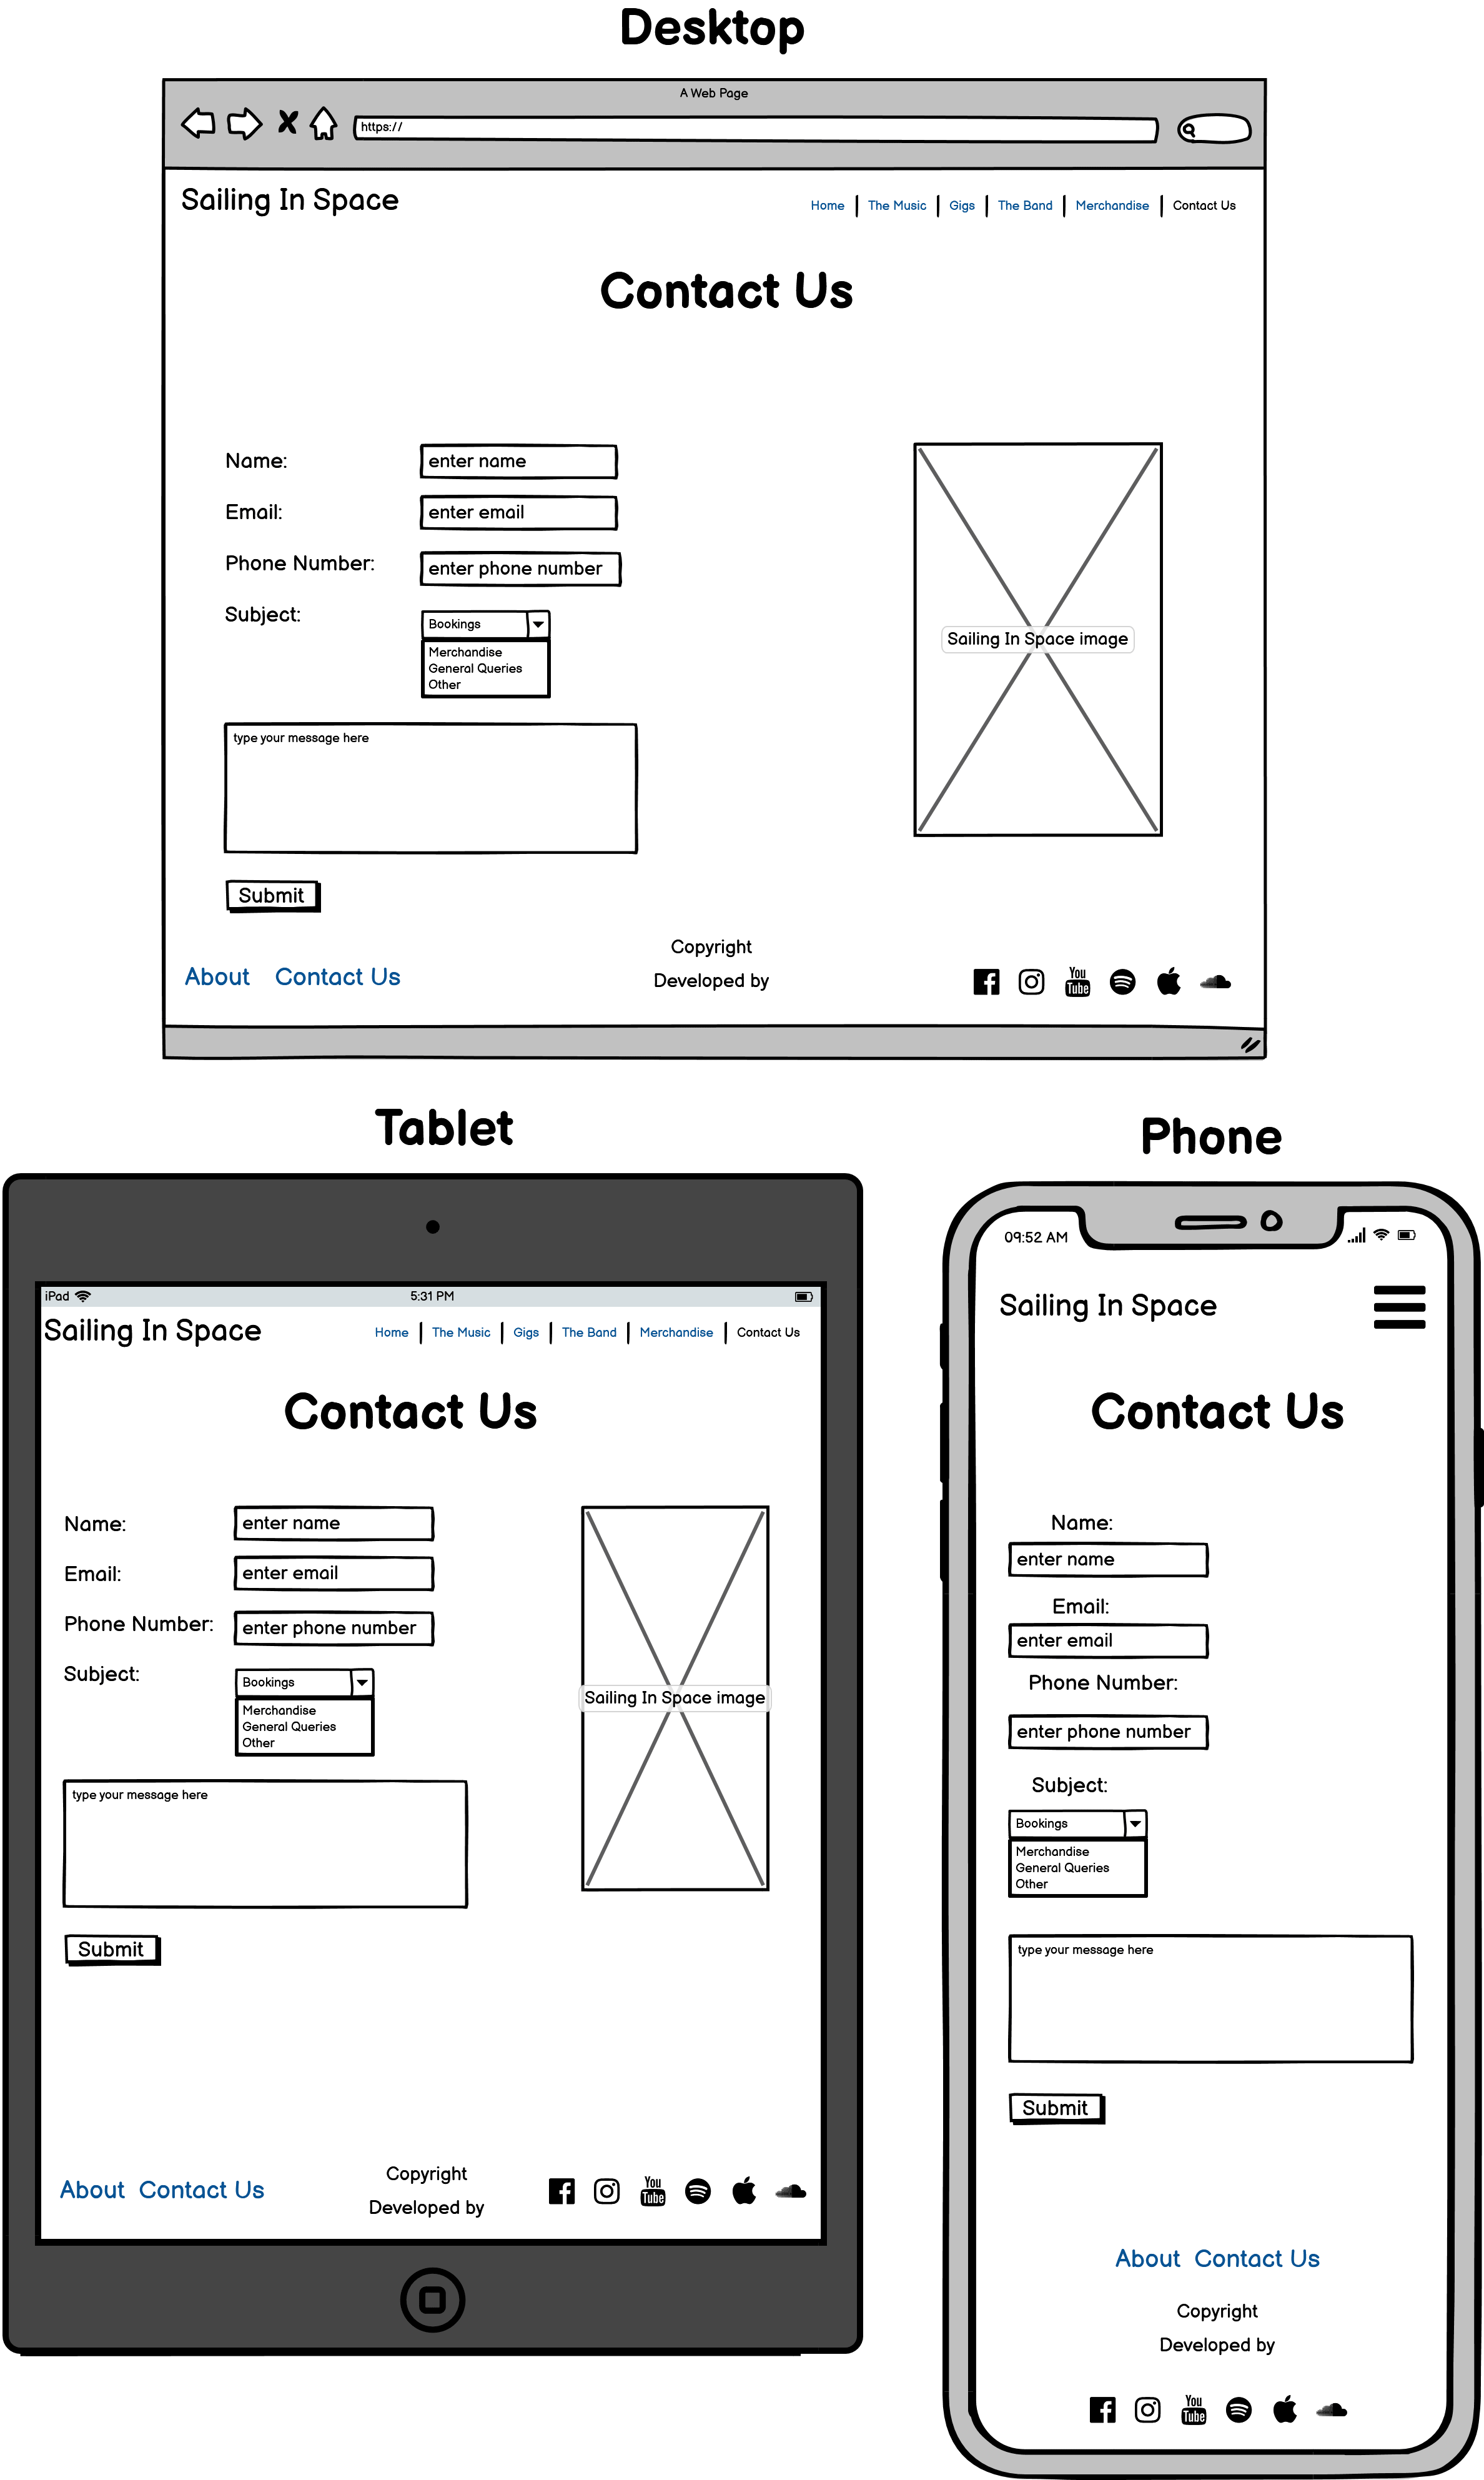 Desktop
A Web Page
https://
Sailing In Space
Home | The Music | Gigs | The Band | Merchandise | Contact Us
Contact Us
Name: enter name
Email: enter email
Phone Number: enter phone number
Subject: Bookings
Merchandise
General Queries
Other
Sailing In Space image
type your message here
Submit
About Contact Us
Copyright
Developed by
You Tube
Tablet
iPad 5:31 PM
Sailing In Space
Home | The Music | Gigs | The Band | Merchandise | Contact Us
Contact Us
Name: enter name
Email: enter email
Phone Number: enter phone number
Subject: Bookings
Merchandise
General Queries
Other
Sailing In Space image
type your message here
Submit
About Contact Us
Copyright
Developed by
You Tube
Phone
09:52 AM
Sailing In Space
Contact Us
Name:
enter name
Email:
enter email
Phone Number:
enter phone number
Subject:
Bookings
Merchandise
General Queries
Other
type your message here
Submit
About Contact Us
Copyright
Developed by
You Tube